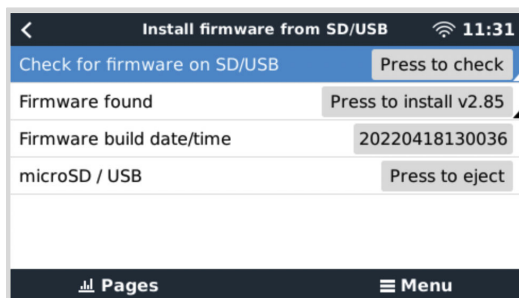 Install firmware from SD/USB 11:31
Check for firmware on SD/USB Press to check
Firmware found Press to install v2.85
Firmware build date/time 20220418130036
microSD / USB Press to eject
Pages Menu